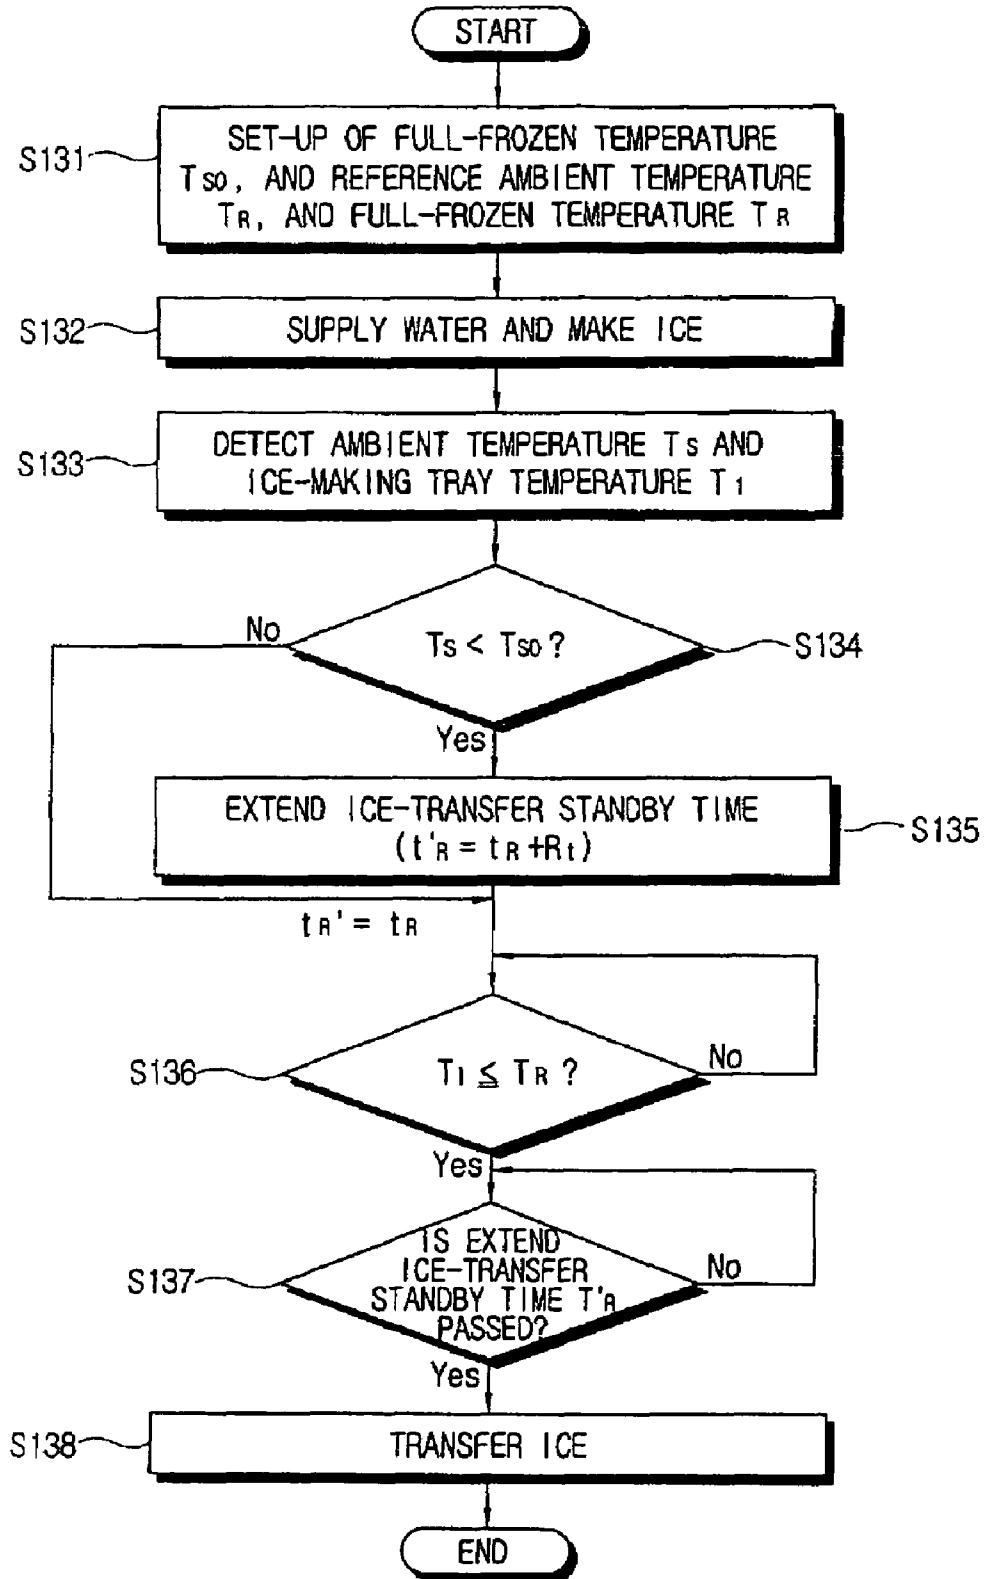 START
S131
SET-UP OF FULL-FROZEN TEMPERATURE
TSO, AND REFERENCE AMBIENT TEMPERATURE
TR, AND FULL-FROZEN TEMPERATURE TR
S132
SUPPLY WATER AND MAKE ICE
S133
DETECT AMBIENT TEMPERATURE TS AND
ICE-MAKING TRAY TEMPERATURE T1
No
TS < TSO?
S134
Yes
EXTEND ICE-TRANSFER STANDBY TIME
(t'R = tR+Rt)
S135
tR' = tR
S136
T1 ≦ TR ?
No
Yes
S137
IS EXTEND
ICE-TRANSFER
STANDBY TIME T'R
PASSED?
No
Yes
S138
TRANSFER ICE
END